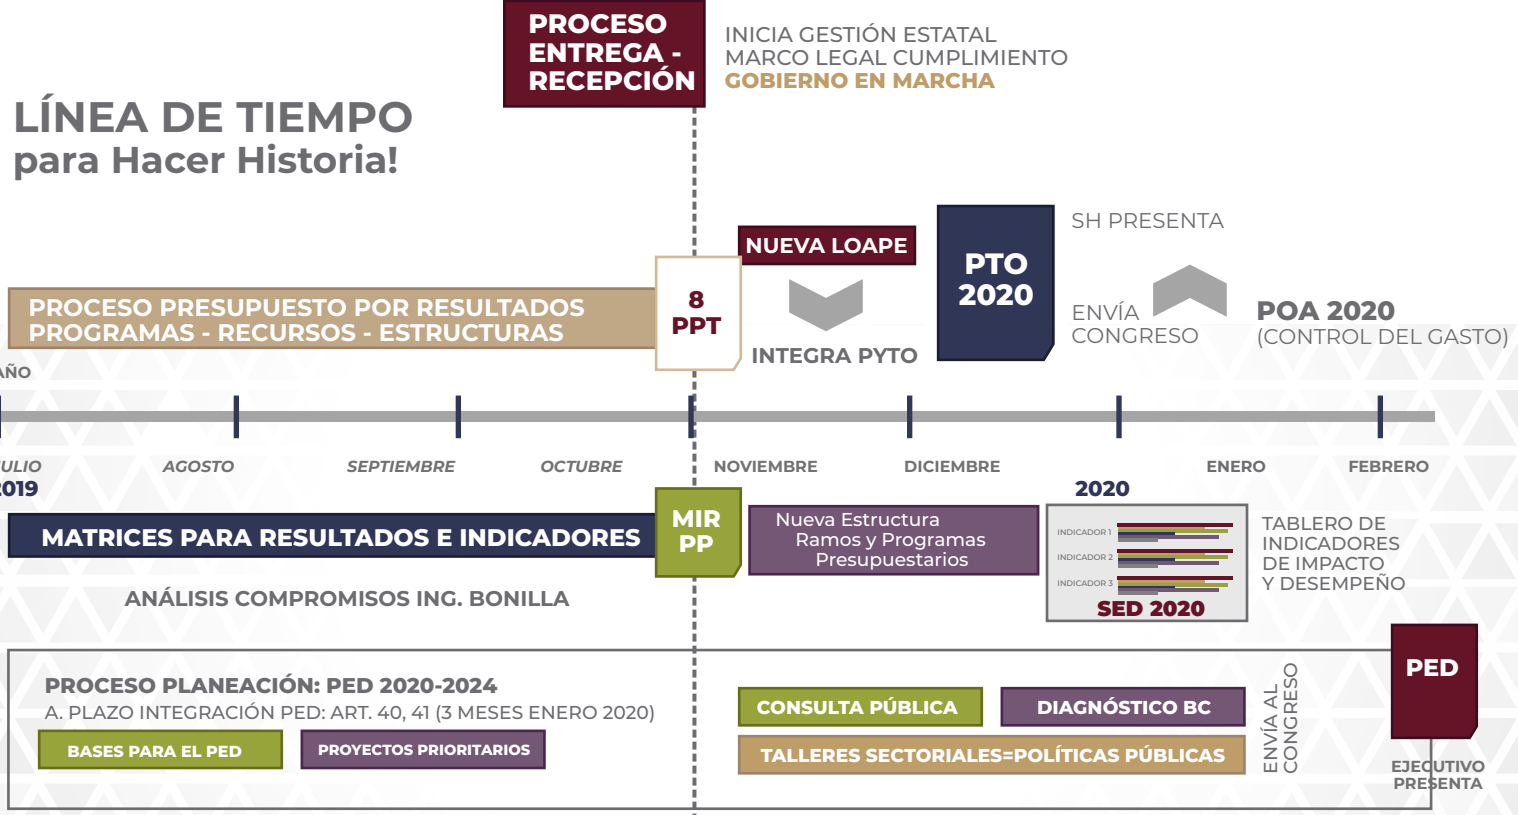 PROCESO
ENTREGA -
RECEPCIÓN
INICIA GESTIÓN ESTATAL
MARCO LEGAL CUMPLIMIENTO
GOBIERNO EN MARCHA
LÍNEA DE TIEMPO
para Hacer Historia!
PROCESO PRESUPUESTO POR RESULTADOS
PROGRAMAS - RECURSOS - ESTRUCTURAS
8
PPT
NUEVA LOAPE
INTEGRA PYTO
PTO
2020
SH PRESENTA
ENVÍA
CONGRESO
POA 2020
(CONTROL DEL GASTO)
AÑO
ULIO
2019
AGOSTO
SEPTIEMBRE
OCTUBRE
NOVIEMBRE
DICIEMBRE
2020
ENERO
FEBRERO
MATRICES PARA RESULTADOS E INDICADORES
MIR
PP
Nueva Estructura
Ramos y Programas
Presupuestarios
INDICADOR 1
INDICADOR 2
INDICADOR 3
SED 2020
TABLERO DE
INDICADORES
DE IMPACTO
Y DESEMPEÑO
ANÁLISIS COMPROMISOS ING. BONILLA
PROCESO PLANEACIÓN: PED 2020-2024
A. PLAZO INTEGRACIÓN PED: ART. 40, 41 (3 MESES ENERO 2020)
BASES PARA EL PED
PROYECTOS PRIORITARIOS
CONSULTA PÚBLICA
DIAGNÓSTICO BC
TALLERES SECTORIALES=POLÍTICAS PÚBLICAS
ENVÍA AL
CONGRESO
PED
EJECUTIVO
PRESENTA